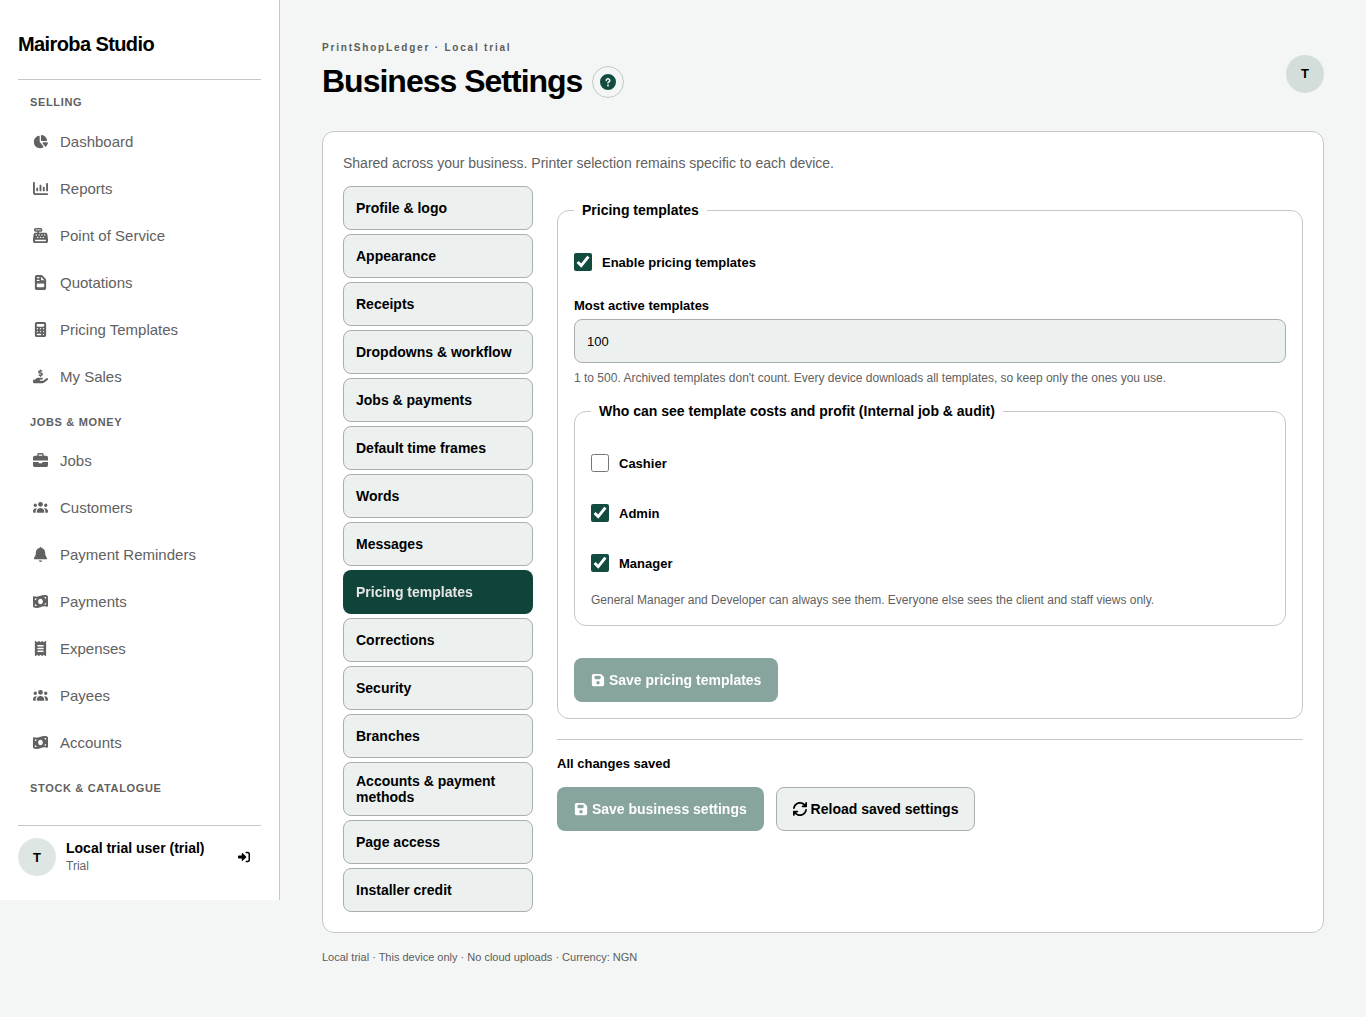 Mairoba Studio
SELLING
Dashboard
Reports
Point of Service
Quotations
Pricing Templates
My Sales
JOBS & MONEY
Jobs
Customers
Payment Reminders
Payments
Expenses
Payees
Accounts
STOCK & CATALOGUE
T
Local trial user (trial)
Trial
PrintShopLedger · Local trial
Business Settings
?
T
Shared across your business. Printer selection remains specific to each device.
Profile & logo
Appearance
Receipts
Dropdowns & workflow
Jobs & payments
Default time frames
Words
Messages
Pricing templates
Corrections
Security
Branches
Accounts & payment
methods
Page access
Installer credit
Pricing templates
Enable pricing templates
Most active templates
100
1 to 500. Archived templates don't count. Every device downloads all templates, so keep only the ones you use.
Who can see template costs and profit (Internal job & audit)
Cashier
Admin
Manager
General Manager and Developer can always see them. Everyone else sees the client and staff views only.
Save pricing templates
All changes saved
Save business settings
Reload saved settings
Local trial · This device only · No cloud uploads · Currency: NGN